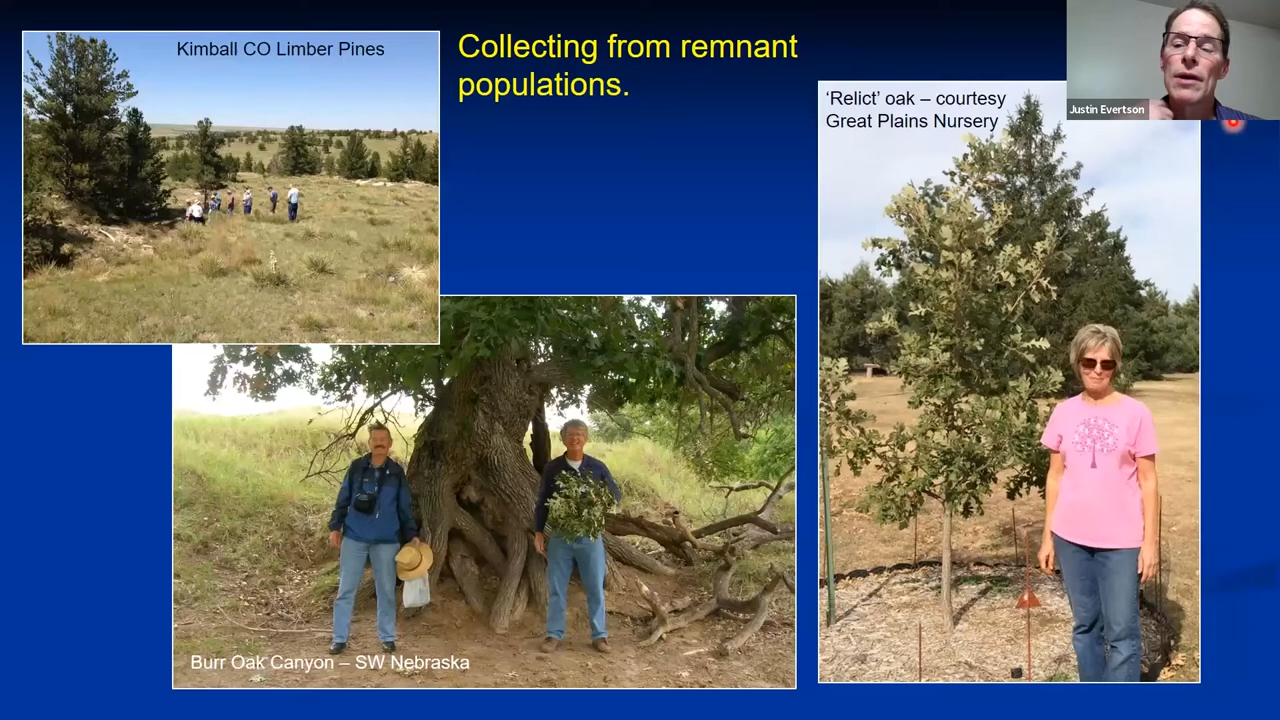 Kimball CO Limber Pines
Collecting from remnant
populations.
‘Relict’ oak – courtesy
Great Plains Nursery
Justin Evertson
Burr Oak Canyon – SW Nebraska